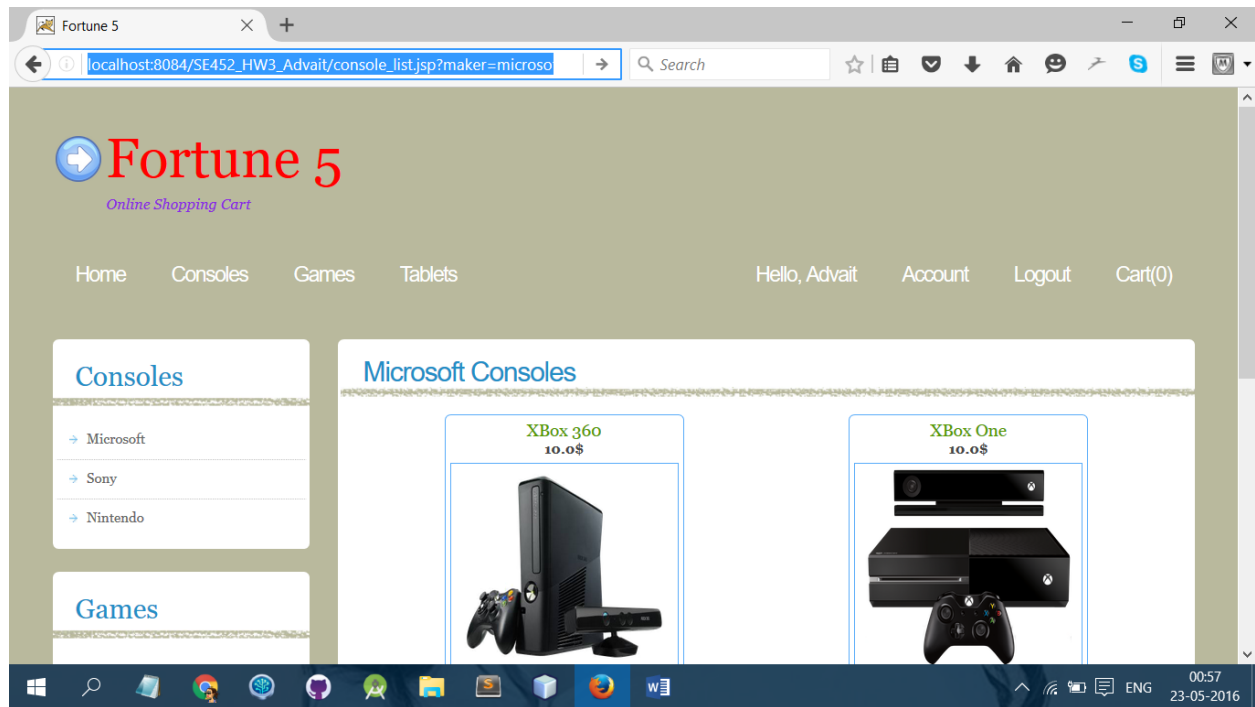 Fortune 5
localhost:8084/SE452_HW3_Advait/console_list.jsp?maker=microso
Search
Fortune 5
Online Shopping Cart
Home Consoles Games Tablets Hello, Advait Account Logout Cart(0)
Consoles
Microsoft
Sony
Nintendo
Games
Microsoft Consoles
XBox 360
10.0$
XBox One
10.0$
ENG
00:57
23-05-2016